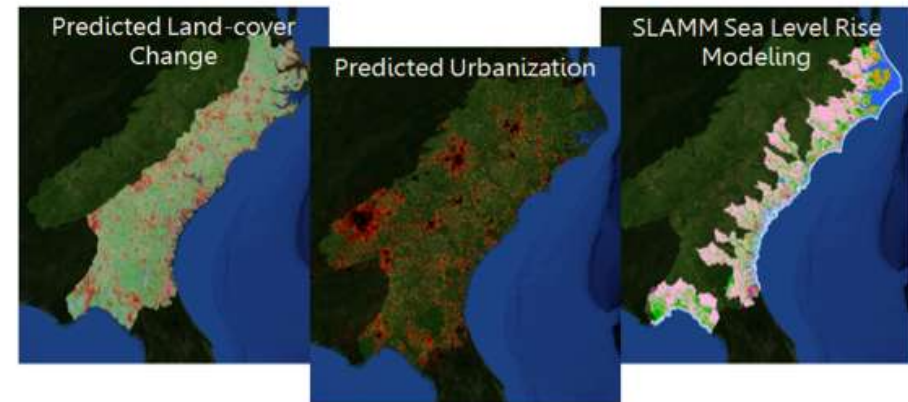 Predicted Land-cover
Change
Predicted Urbanization
SLAMM Sea Level Rise
Modeling